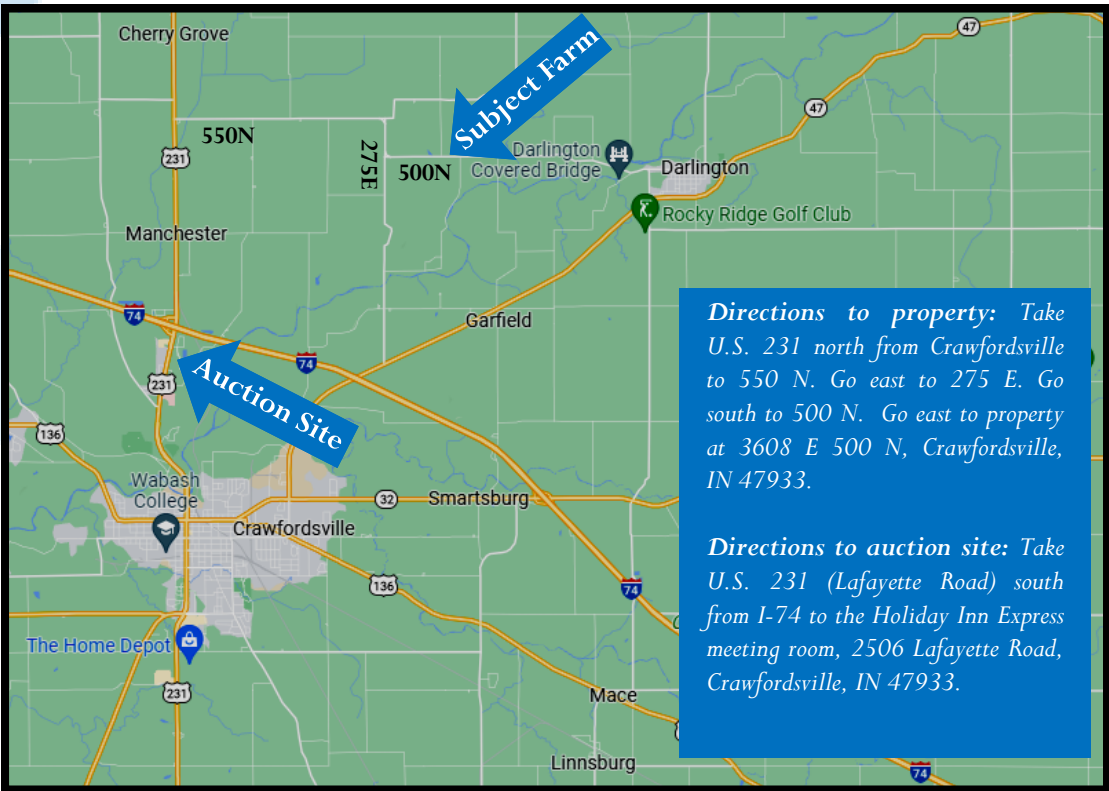 Cherry Grove
47
47
550N
231
275E
500N
Subject Farm
Darlington
Covered Bridge
Darlington
Rocky Ridge Golf Club
Manchester
74
Garfield
74
231
Auction Site
136
Wabash
College
32
Smartsburg
Crawfordsville
136
74
The Home Depot
231
Mace
Linnsburg
74
Directions to property: Take
U.S. 231 north from Crawfordsville
to 550 N. Go east to 275 E. Go
south to 500 N. Go east to property
at 3608 E 500 N, Crawfordsville,
IN 47933.
Directions to auction site: Take
U.S. 231 (Lafayette Road) south
from I-74 to the Holiday Inn Express
meeting room, 2506 Lafayette Road,
Crawfordsville, IN 47933.